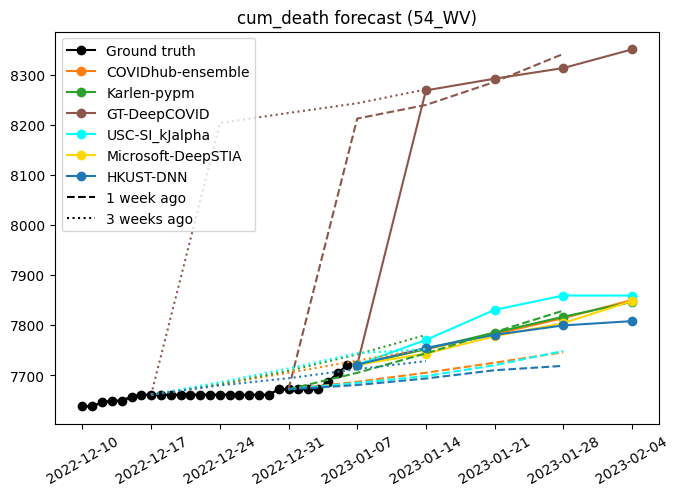 cum_death forecast (54_WV)
8300
8200
8100
8000
7900
7800
7700
Ground truth
COVIDhub-ensemble
Karlen-pypm
GT-DeepCOVID
USC-SI_kJalpha
Microsoft-DeepSTIA
HKUST-DNN
1 week ago
3 weeks ago
2022-12-10
2022-12-17
2022-12-24
2022-12-31
2023-01-07
2023-01-14
2023-01-21
2023-01-28
2023-02-04